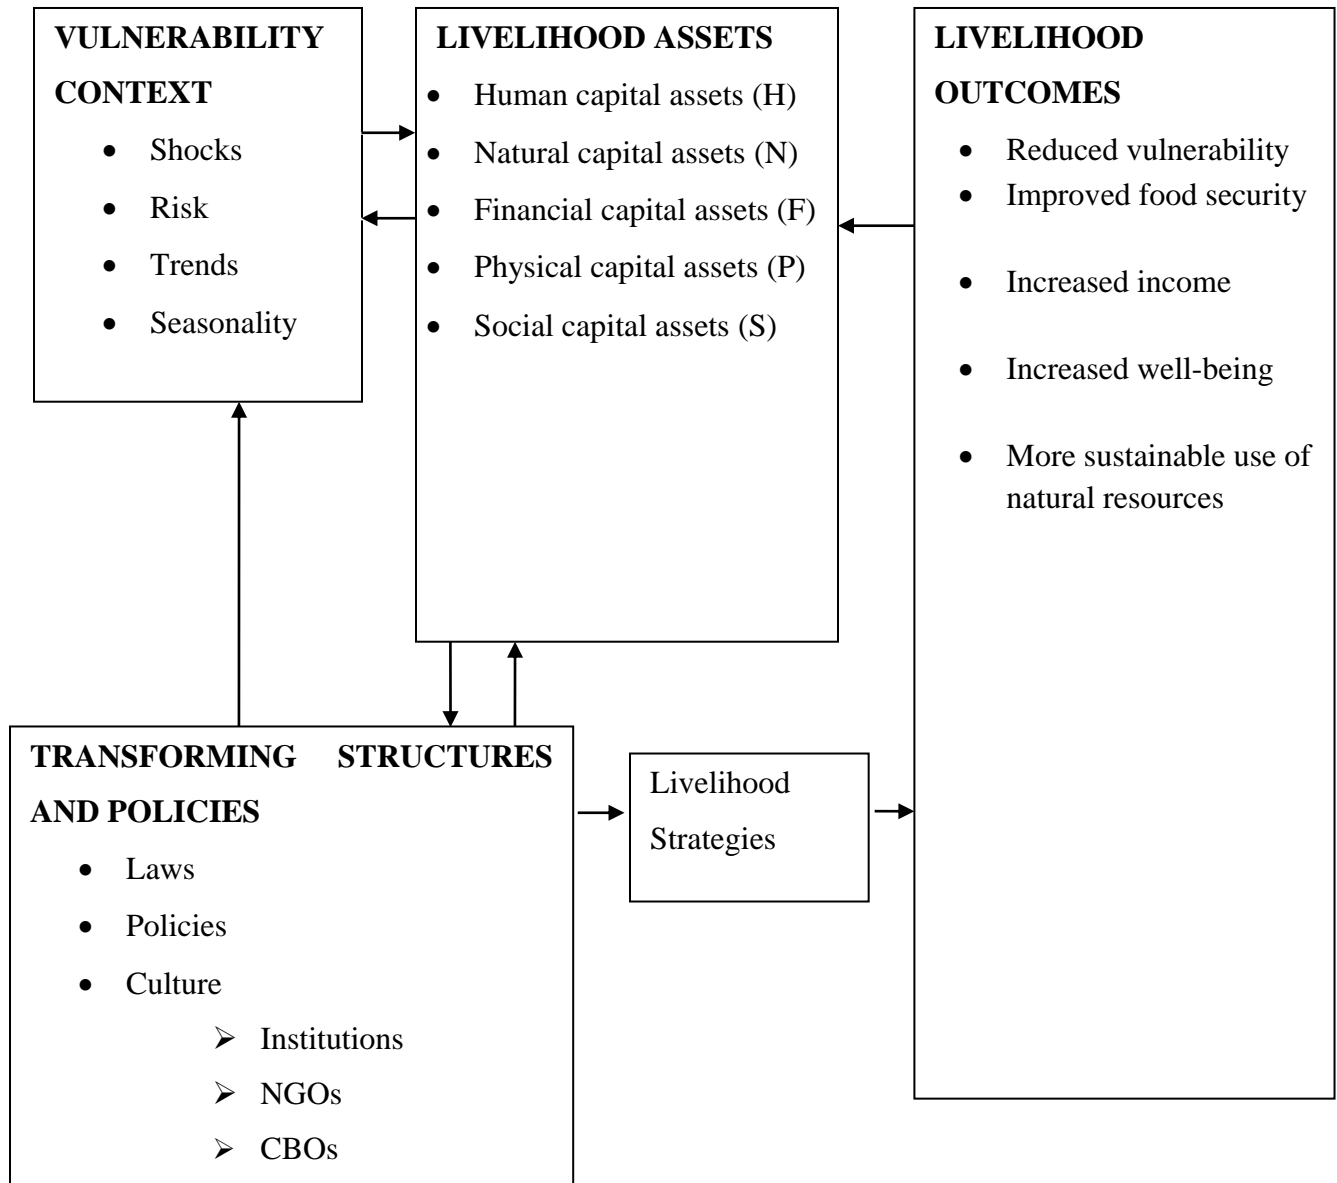 VULNERABILITY
CONTEXT
• Shocks
• Risk
• Trends
• Seasonality
LIVELIHOOD ASSETS
• Human capital assets (H)
• Natural capital assets (N)
• Financial capital assets (F)
• Physical capital assets (P)
• Social capital assets (S)
LIVELIHOOD
OUTCOMES
• Reduced vulnerability
• Improved food security
• Increased income
• Increased well-being
• More sustainable use of
natural resources
TRANSFORMING STRUCTURES
AND POLICIES
• Laws
• Policies
• Culture
➢ Institutions
➢ NGOs
➢ CBOs
Livelihood
Strategies